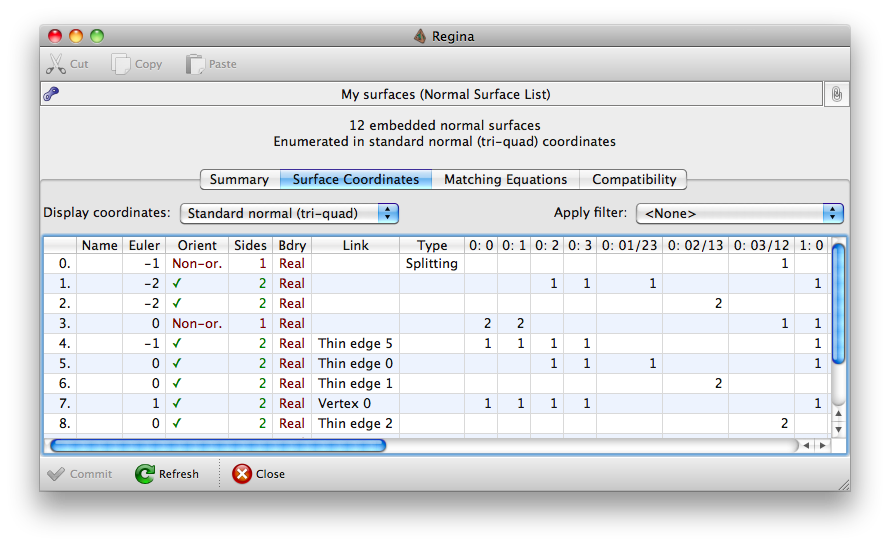 Regina
Cut Copy Paste
My surfaces (Normal Surface List)
12 embedded normal surfaces
Enumerated in standard normal (tri-quad) coordinates
Summary Surface Coordinates Matching Equations Compatibility
Display coordinates: Standard normal (tri-quad) Apply filter: <None>
Name Euler Orient Sides Bdry Link Type 0: 0 0: 1 0: 2 0: 3 0: 01/23 0: 02/13 0: 03/12 1: 0
0. -1 Non-or. 1 Real Splitting 1
1. -2 ✓ 2 Real 1 1 1 1
2. -2 ✓ 2 Real 2
3. 0 Non-or. 1 Real 2 2 1 1
4. -1 ✓ 2 Real Thin edge 5 1 1 1 1 1
5. 0 ✓ 2 Real Thin edge 0 1 1 1 1
6. 0 ✓ 2 Real Thin edge 1 2
7. 1 ✓ 2 Real Vertex 0 1 1 1 1 1
8. 0 ✓ 2 Real Thin edge 2 2
Commit Refresh Close